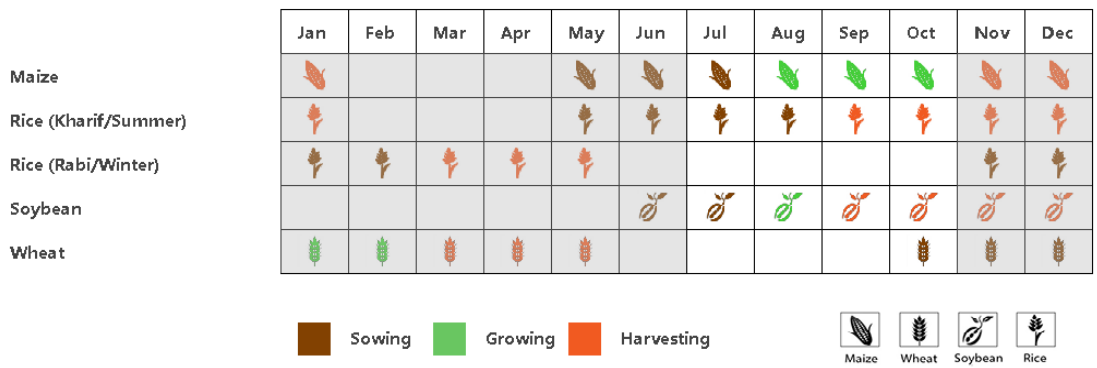 Jan Feb Mar Apr May Jun Jul Aug Sep Oct Nov Dec
Maize
Rice (Kharif/Summer)
Rice (Rabi/Winter)
Soybean
Wheat
Sowing Growing Harvesting
Maize Wheat Soybean Rice